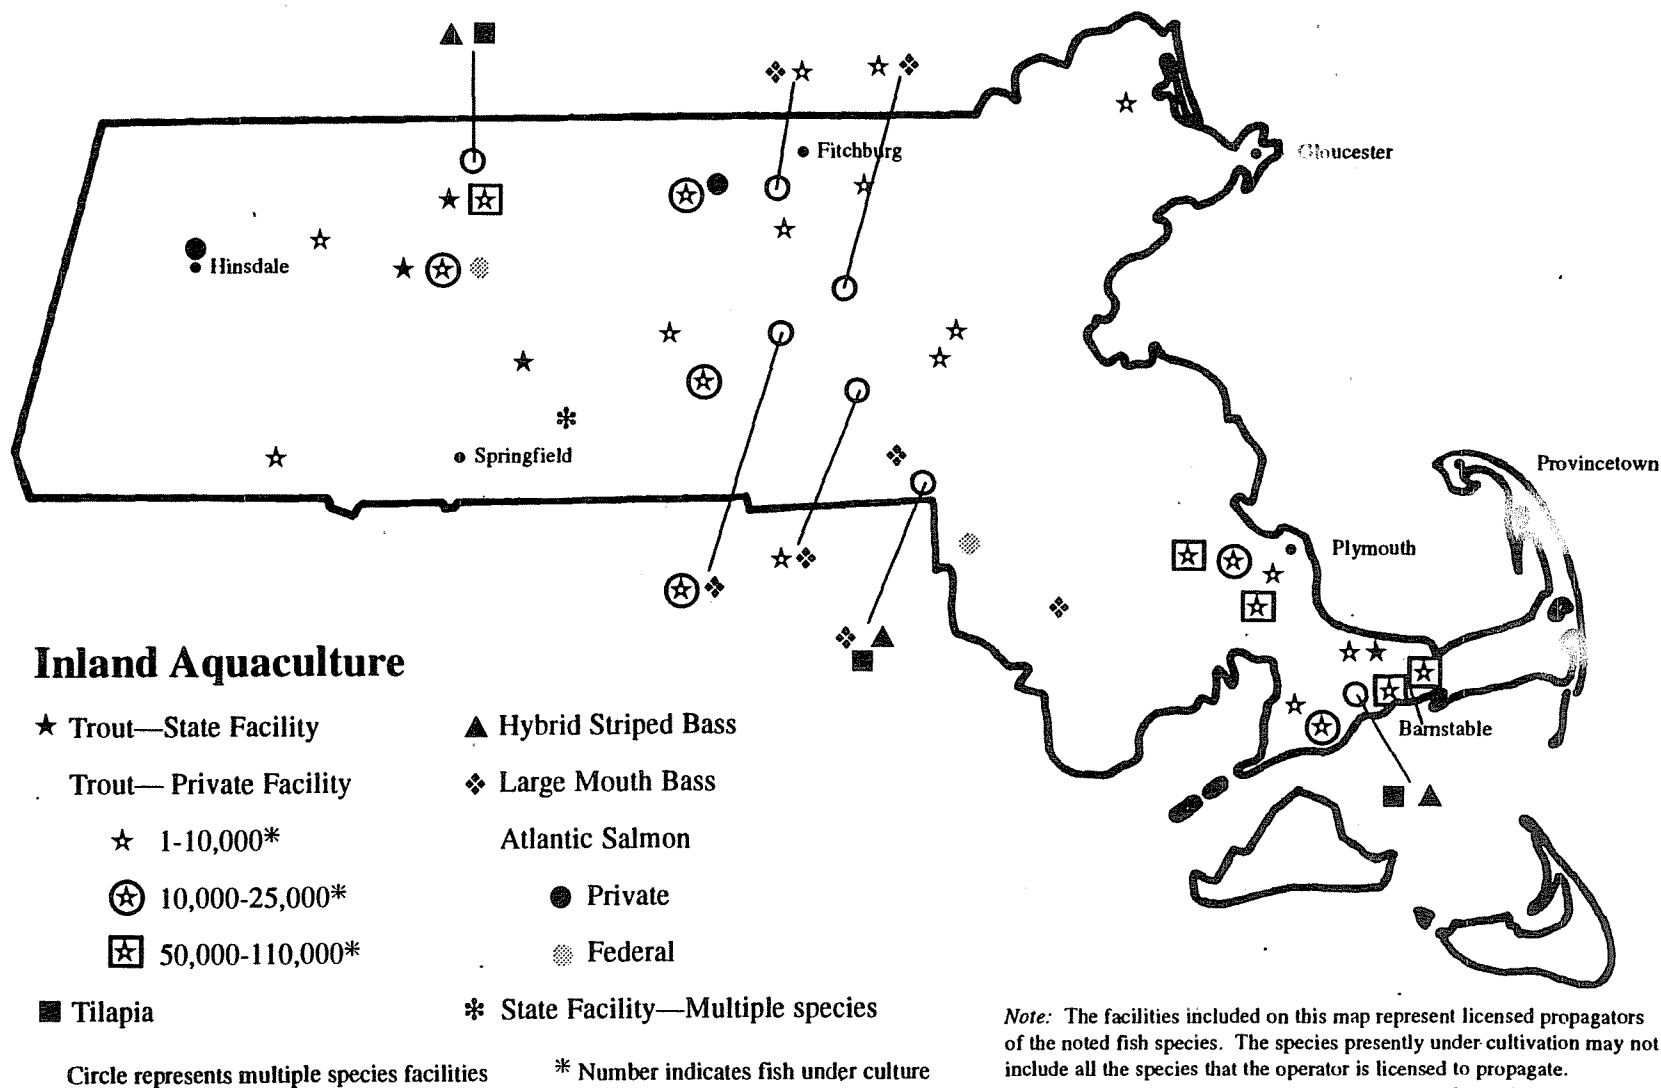 Fitchburg
Gloucester
Hinsdale
Springfield
Provincetown
Plymouth
Barnstable
Inland Aquaculture
Trout—State Facility
Trout— Private Facility
1-10,000*
10,000-25,000*
50,000-110,000*
Tilapia
Circle represents multiple species facilities
Hybrid Striped Bass
Large Mouth Bass
Atlantic Salmon
Private
Federal
State Facility—Multiple species
* Number indicates fish under culture
Note: The facilities included on this map represent licensed propagators
of the noted fish species. The species presently under cultivation may not
include all the species that the operator is licensed to propagate.